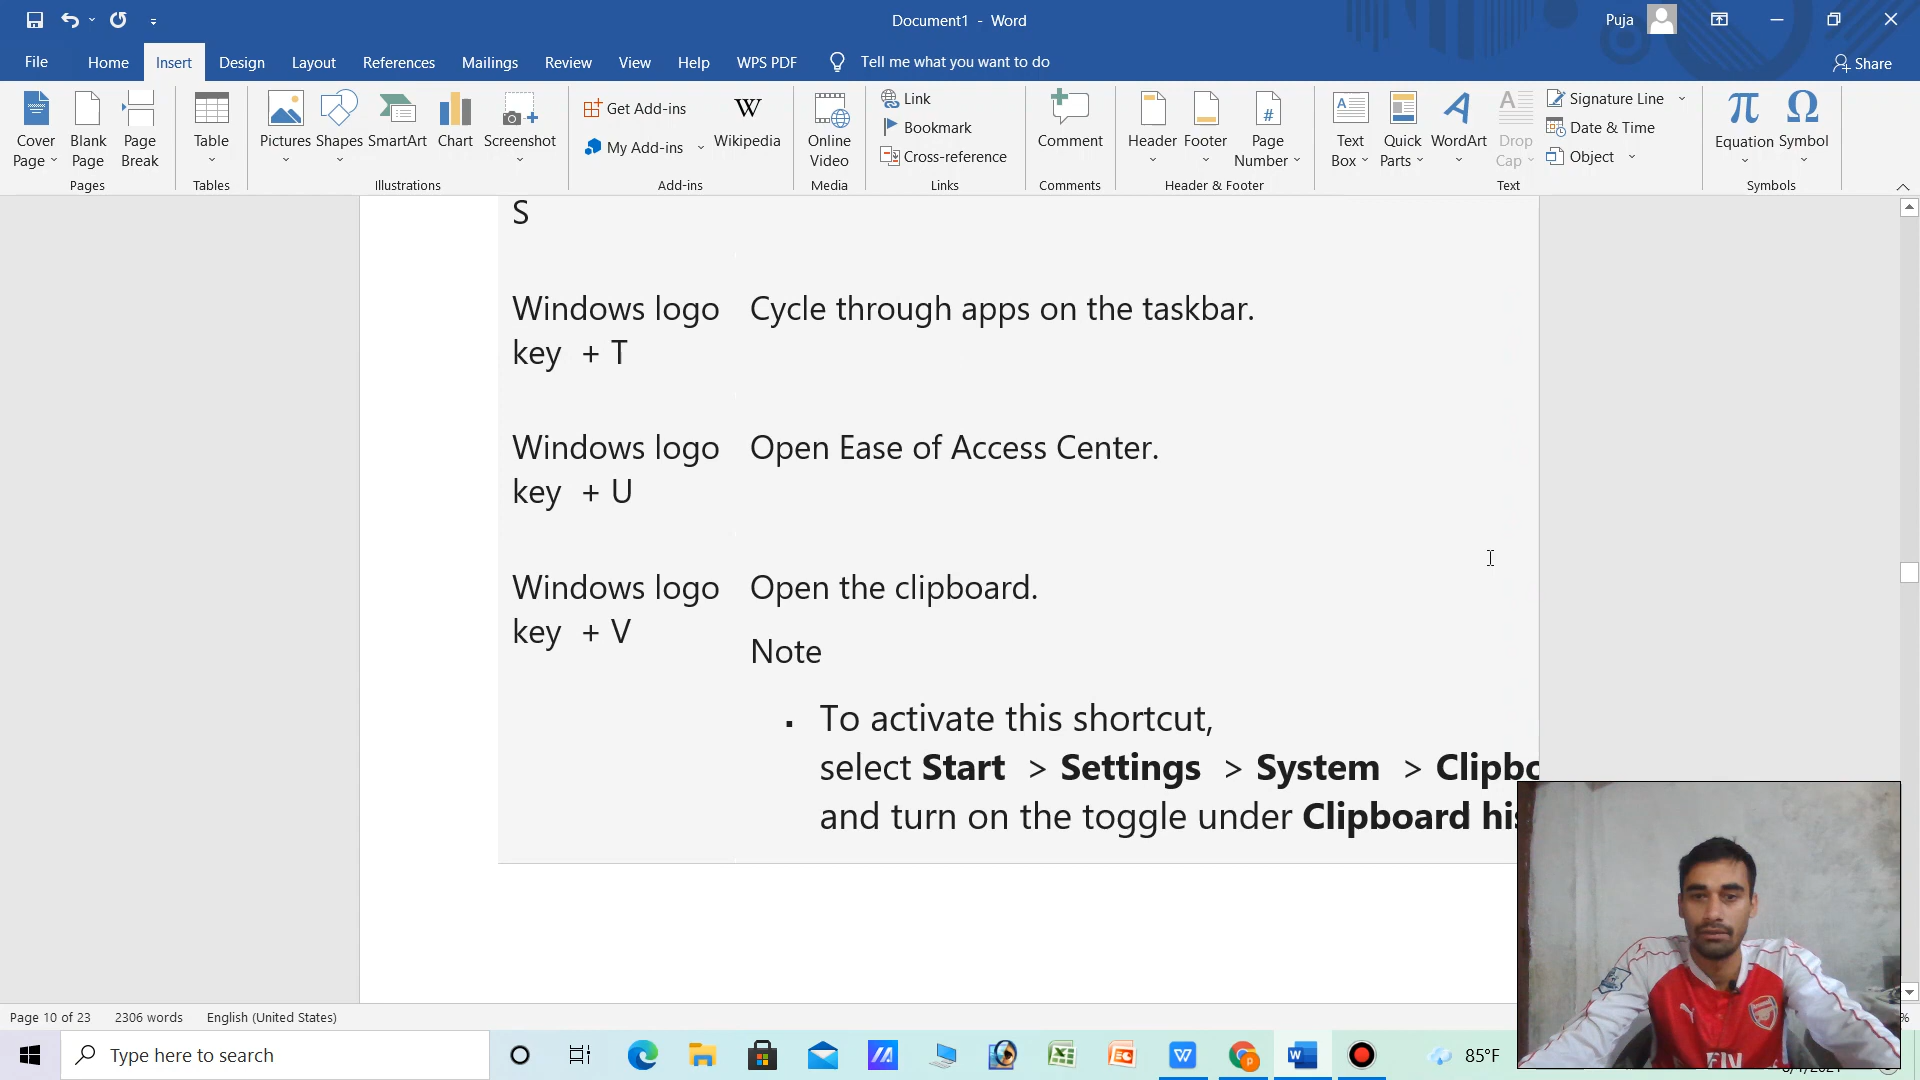 Document1 - Word
Puja
File Home Insert Design Layout References Mailings Review View Help WPS PDF Tell me what you want to do Share
Cover Page
Blank Page
Page Break
Pages
Table
Tables
Pictures
Shapes
SmartArt
Chart
Screenshot
Illustrations
Get Add-ins
My Add-ins
Wikipedia
Add-ins
Online Video
Media
Link
Bookmark
Cross-reference
Links
Comment
Comments
Header
Footer
Page Number
Header & Footer
Text Box
Quick Parts
WordArt
Drop Cap
Signature Line
Date & Time
Object
Text
Equation
Symbol
Symbols
S
Windows logo key + T
Cycle through apps on the taskbar.
Windows logo key + U
Open Ease of Access Center.
Windows logo key + V
Open the clipboard.
Note
▪ To activate this shortcut,
select Start > Settings > System >
and turn on the toggle under Clipboard
Page 10 of 23 2306 words English (United States)
Type here to search
85°F